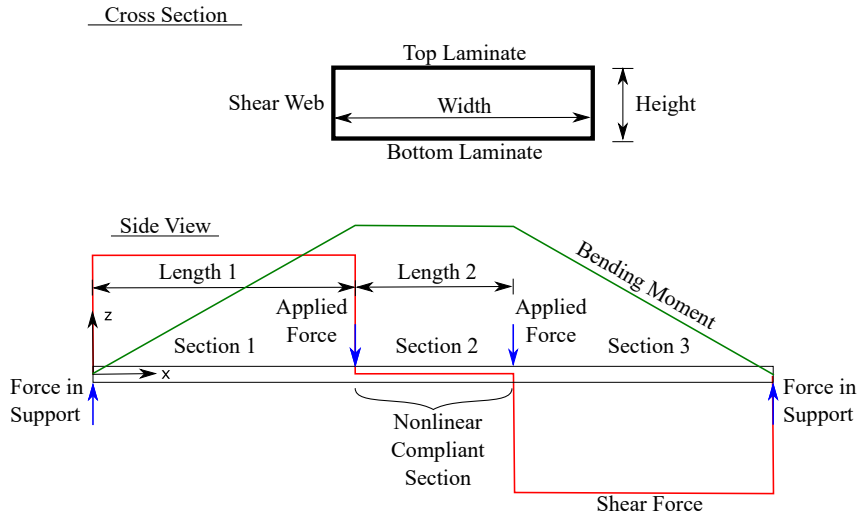 Cross Section
Top Laminate
Shear Web
Width
Height
Bottom Laminate
Side View
Length 1
Length 2
Bending Moment
Applied
Force
Applied
Force
z
Section 1
Section 2
Section 3
x
Force in
Support
Force in
Support
Nonlinear
Compliant
Section
Shear Force